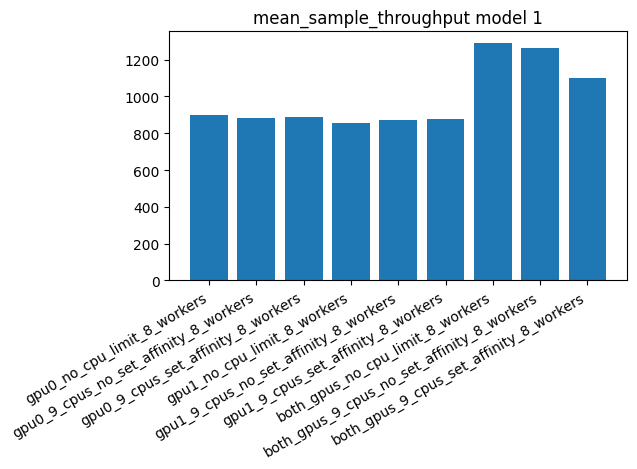 mean_sample_throughput model 1
1200
1000
800
600
400
200
0
gpu0_no_cpu_limit_8_workers
gpu0_9_cpus_no_set_affinity_8_workers
gpu0_9_cpus_set_affinity_8_workers
gpu1_no_cpu_limit_8_workers
gpu1_9_cpus_no_set_affinity_8_workers
gpu1_9_cpus_set_affinity_8_workers
both_gpus_no_cpu_limit_8_workers
both_gpus_9_cpus_no_set_affinity_8_workers
both_gpus_9_cpus_set_affinity_8_workers